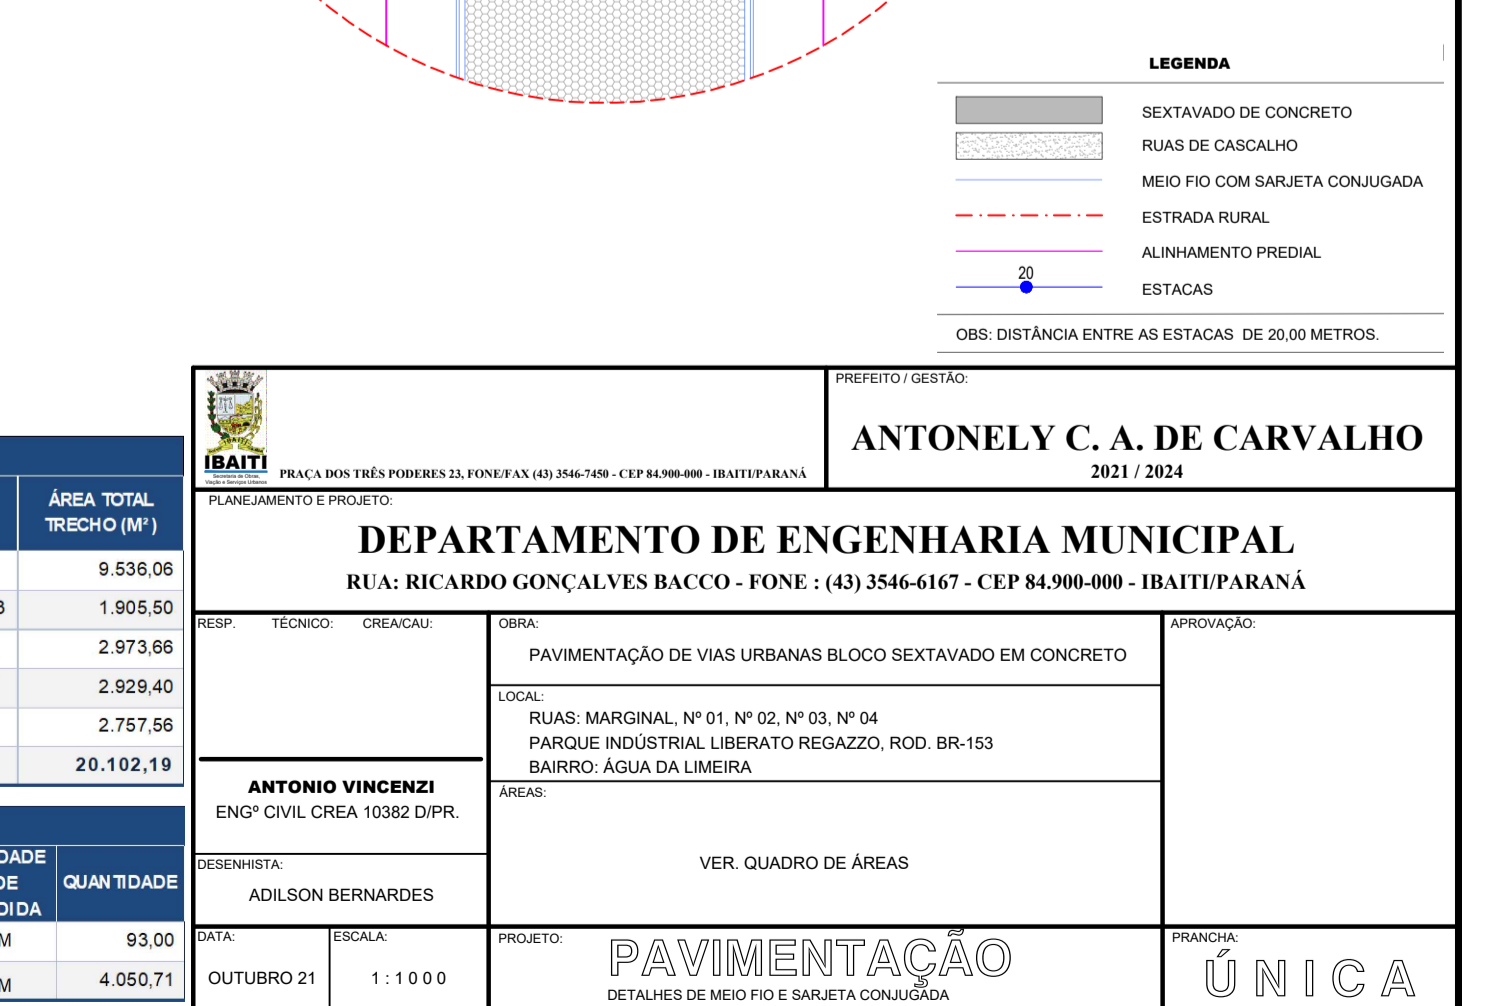 LEGENDA
SEXTAVADO DE CONCRETO
RUAS DE CASCALHO
MEIO FIO COM SARJETA CONJUGADA
ESTRADA RURAL
ALINHAMENTO PREDIAL
20
ESTACAS
OBS: DISTÂNCIA ENTRE AS ESTACAS DE 20,00 METROS.
ÁREA TOTAL
TRECHO (M²)
9.536,06
1.905,50
2.973,66
2.929,40
2.757,56
20.102,19
QUANTIDADE
M
93,00
M
4.050,71
IBAITI
IBAITI
Secretaria de Obras,
Viação e Serviços Urbanos
PRAÇA DOS TRÊS PODERES 23, FONE/FAX (43) 3546-7450 - CEP 84.900-000 - IBAITI/PARANÁ
PREFEITO / GESTÃO:
ANTONELY C. A. DE CARVALHO
2021 / 2024
PLANEJAMENTO E PROJETO:
DEPARTAMENTO DE ENGENHARIA MUNICIPAL
RUA: RICARDO GONÇALVES BACCO - FONE : (43) 3546-6167 - CEP 84.900-000 - IBAITI/PARANÁ
RESP. TÉCNICO: CREA/CAU:
ANTONIO VINCENZI
ENGº CIVIL CREA 10382 D/PR.
DESENHISTA:
ADILSON BERNARDES
DATA:
OUTUBRO 21
ESCALA:
1:1000
OBRA:
PAVIMENTAÇÃO DE VIAS URBANAS BLOCO SEXTAVADO EM CONCRETO
LOCAL:
RUAS: MARGINAL, Nº 01, Nº 02, Nº 03, Nº 04
PARQUE INDÚSTRIAL LIBERATO REGAZZO, ROD. BR-153
BAIRRO: ÁGUA DA LIMEIRA
ÁREAS:
VER. QUADRO DE ÁREAS
PROJETO:
PAVIMENTAÇÃO
DETALHES DE MEIO FIO E SARJETA CONJUGADA
APROVAÇÃO:
PRANCHA:
ÚNICA